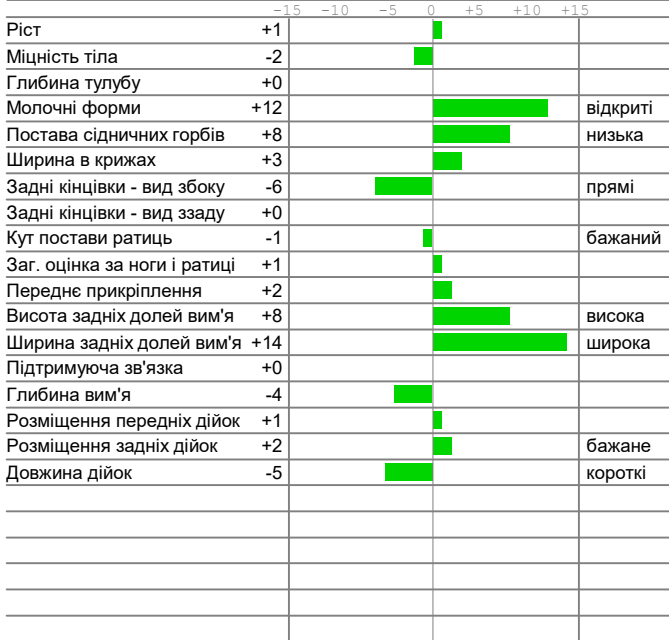 -15 -10 -5 0 +5 +10 +15
Ріст +1
Міцність тіла -2
Глибина тулубу +0
Молочні форми +12 відкриті
Постава сідничних горбів +8 низька
Ширина в крижах +3
Задні кінцівки - вид збоку -6 прямі
Задні кінцівки - вид ззаду +0
Кут постави ратиць -1 бажаний
Заг. оцінка за ноги і ратиці +1
Переднє прикріплення +2
Висота задніх долей вим'я +8 висока
Ширина задніх долей вим'я +14 широка
Підтримуюча зв'язка +0
Глибина вим'я -4
Розміщення передніх дійок +1
Розміщення задніх дійок +2 бажане
Довжина дійок -5 короткі